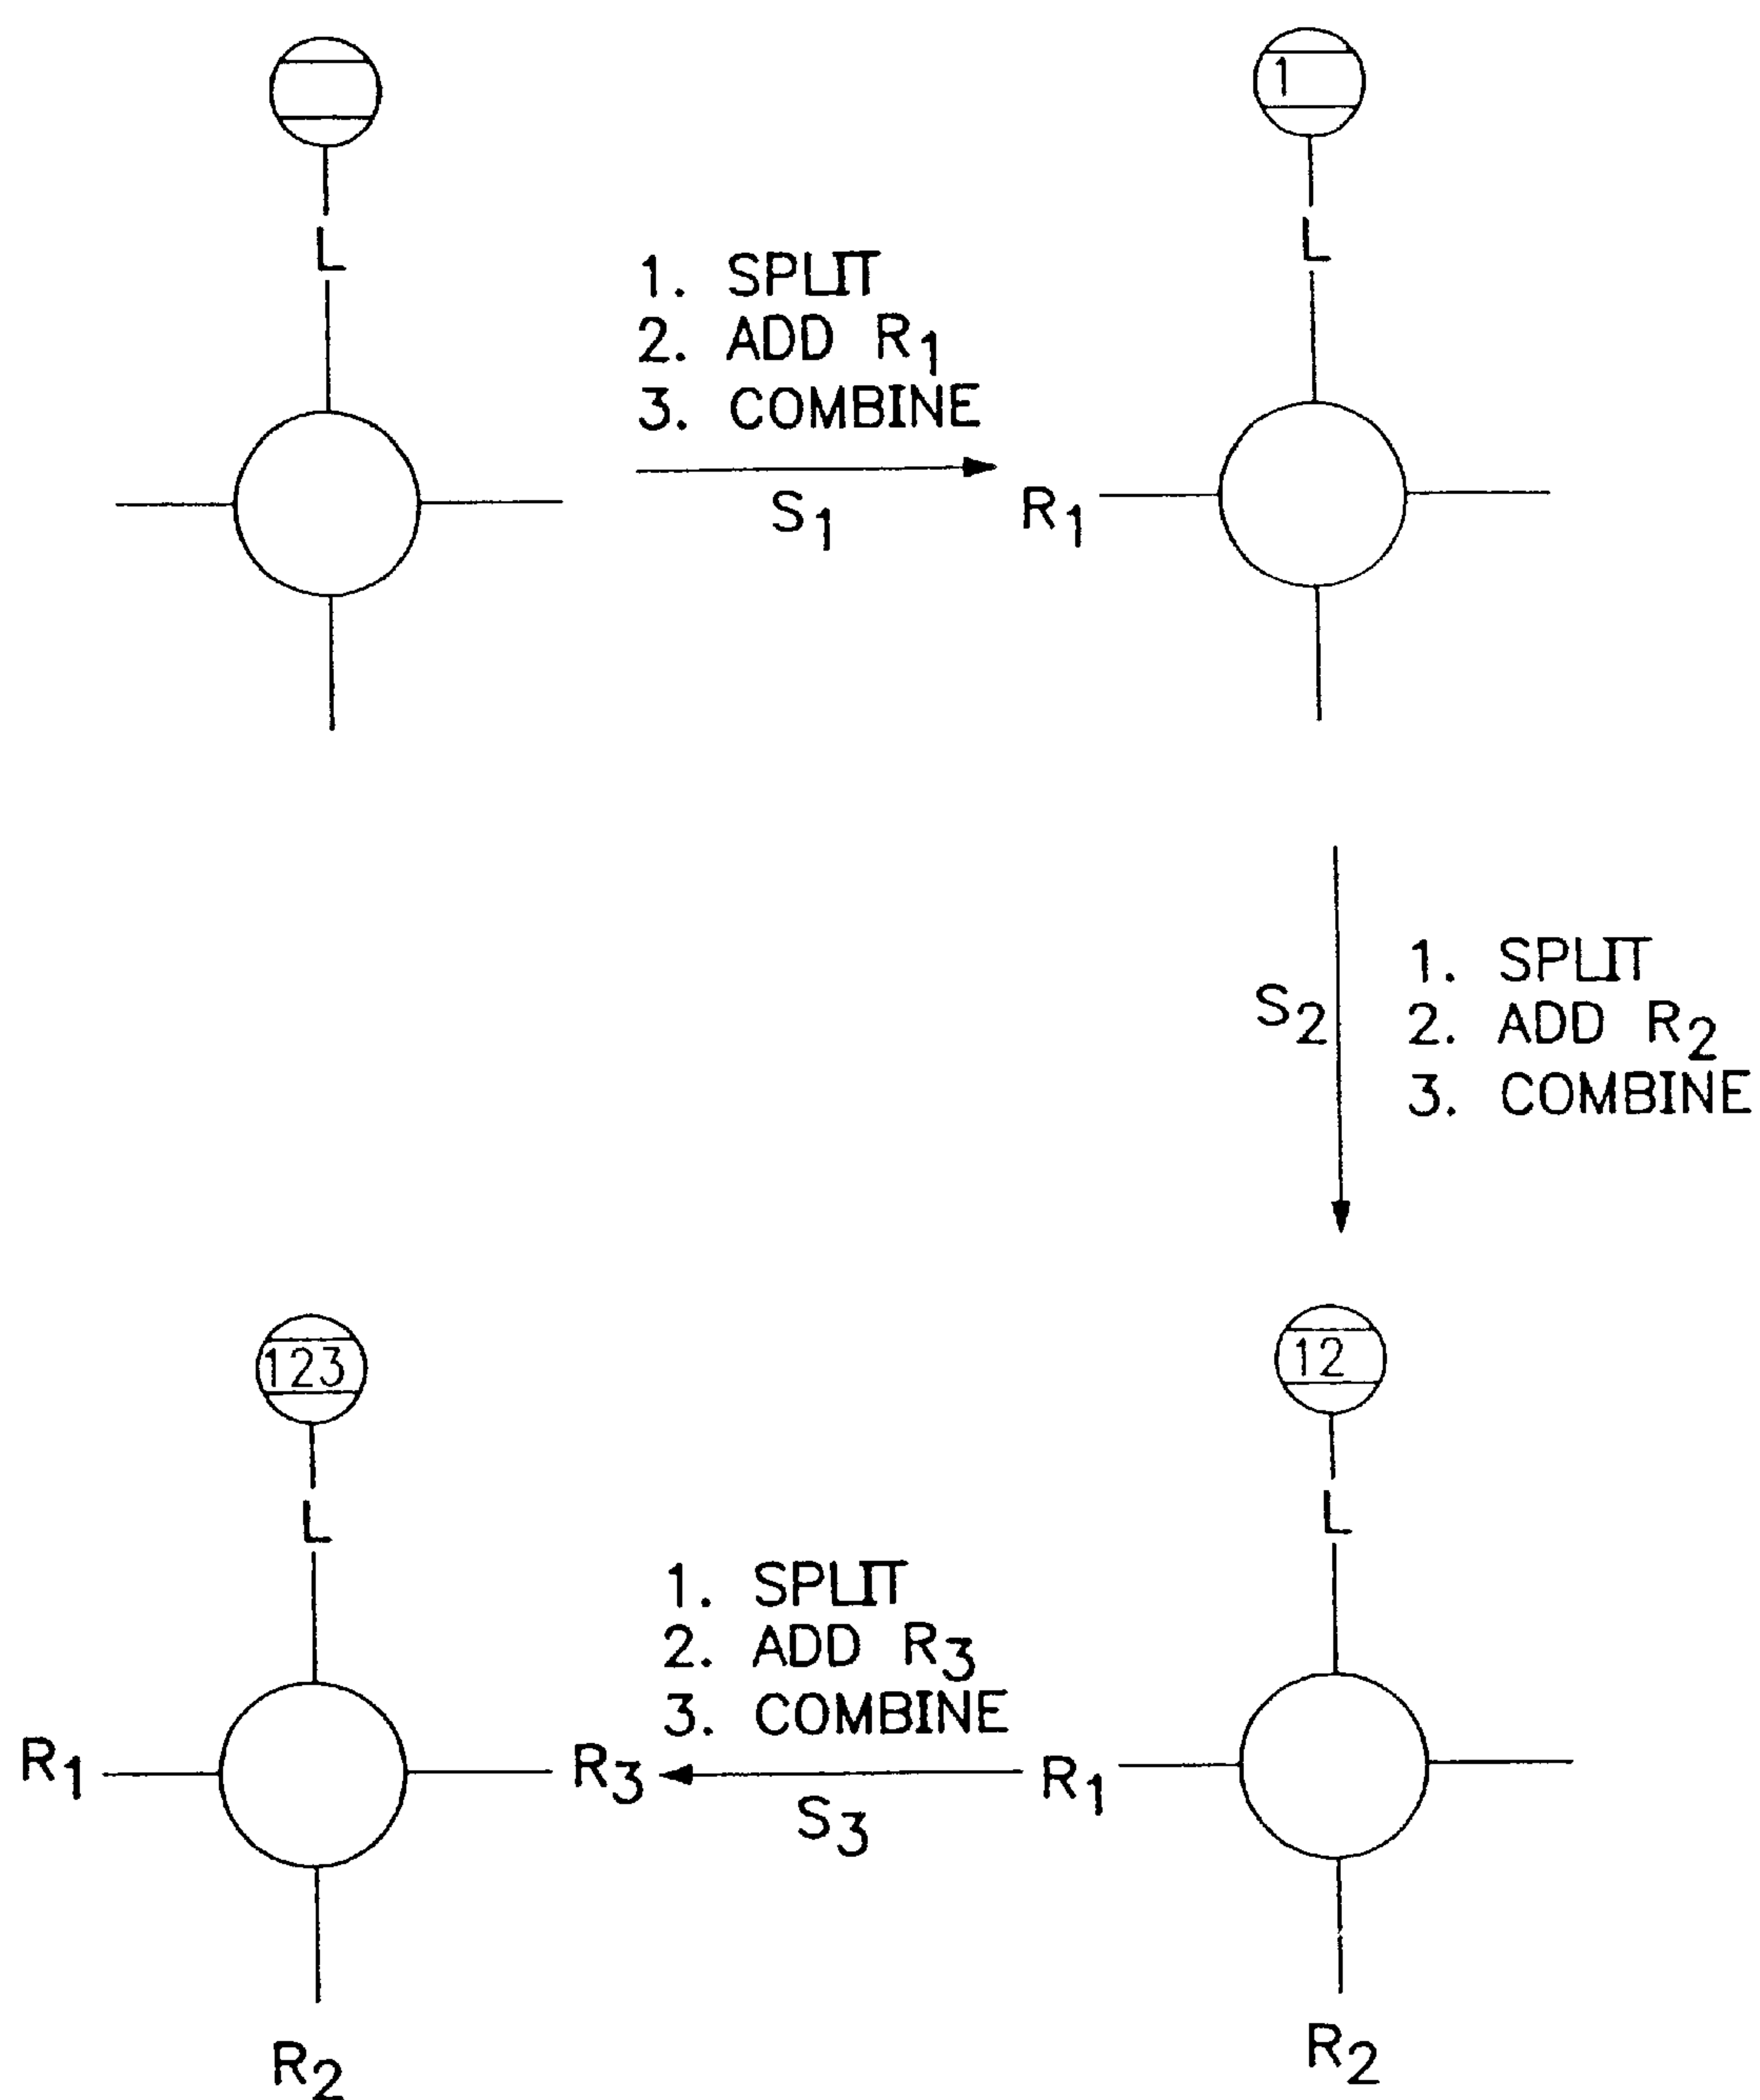 L
1. SPLIT
2. ADD R1
3. COMBINE
S1
1
L
R1
S2
1. SPLIT
2. ADD R2
3. COMBINE
12
L
R1
R2
1. SPLIT
2. ADD R3
3. COMBINE
S3
123
L
R1
R3
R2